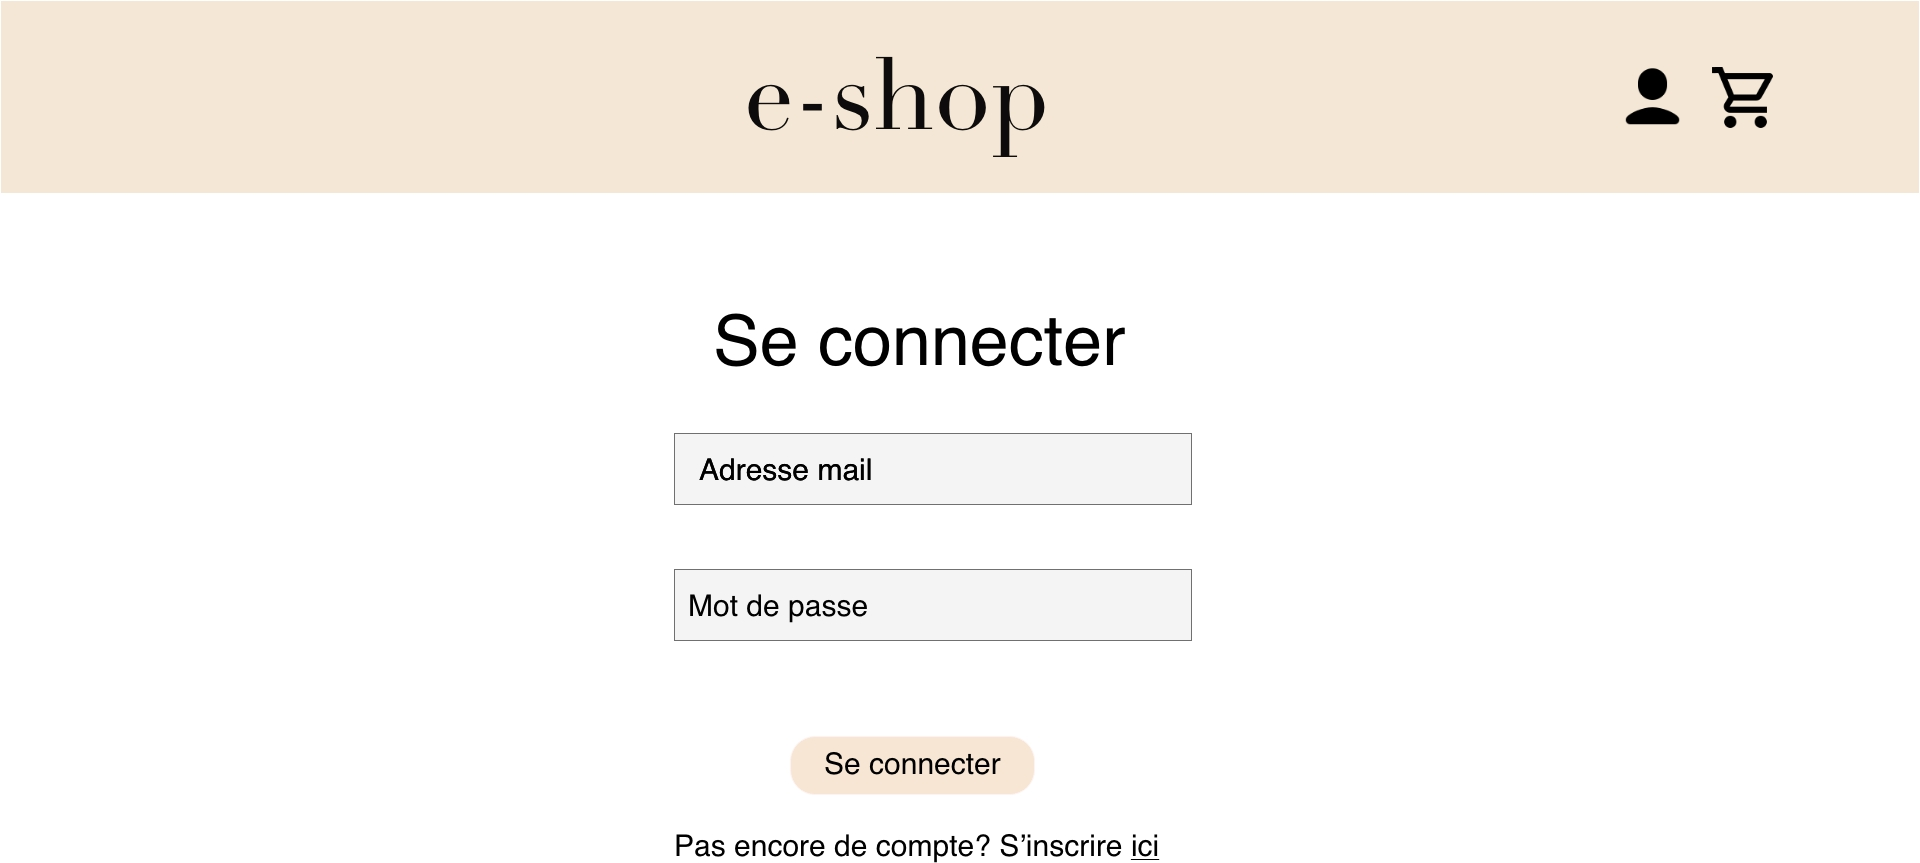 e-shop
Se connecter
Adresse mail
Mot de passe
Se connecter
Pas encore de compte? S’inscrire ici